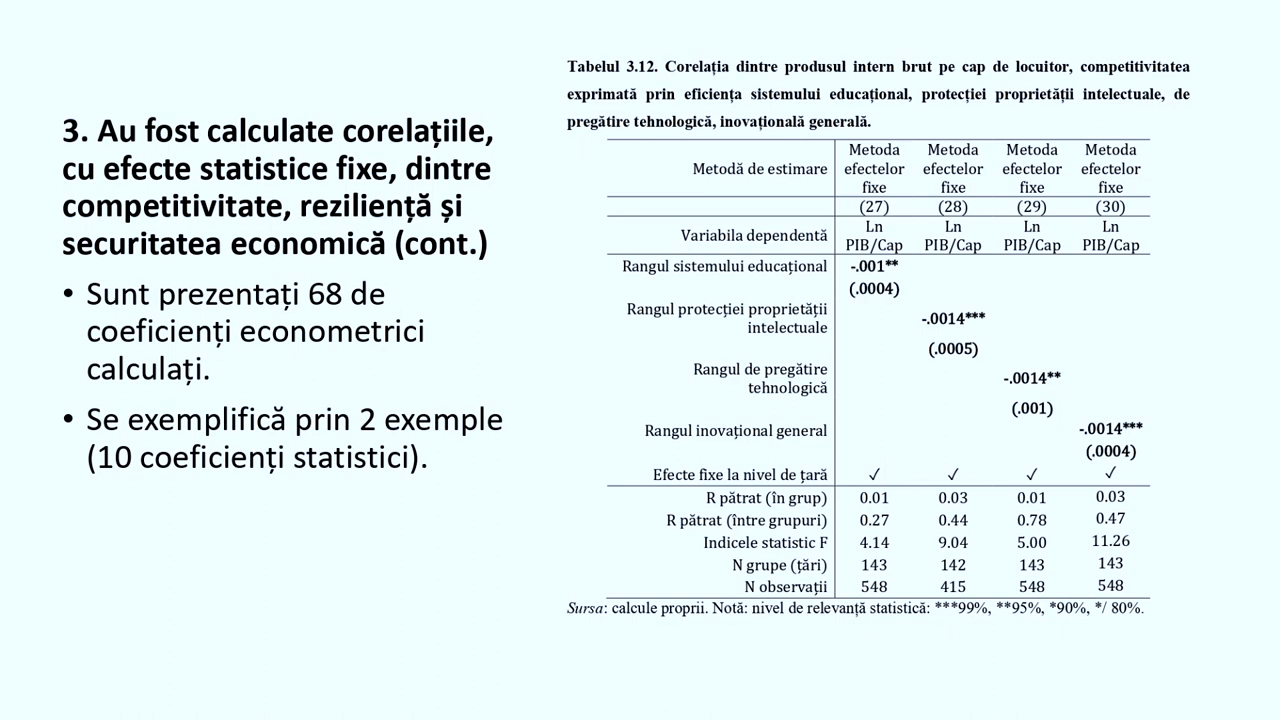 3. Au fost calculate corelațiile,
cu efecte statistice fixe, dintre
competitivitate, reziliență și
securitatea economică (cont.)
• Sunt prezentați 68 de
coeficienți econometrici
calculați.
• Se exemplifică prin 2 exemple
(10 coeficienți statistici).
Tabelul 3.12. Corelația dintre produsul intern brut pe cap de locuitor, competitivitatea
exprimată prin eficiența sistemului educațional, protecției proprietății intelectuale, de
pregătire tehnologică, inovațională generală.
Metodă de estimare Metoda efectelor fixe Metoda efectelor fixe Metoda efectelor fixe Metoda efectelor fixe
(27) (28) (29) (30)
Variabila dependentă Ln PIB/Cap Ln PIB/Cap Ln PIB/Cap Ln PIB/Cap
Rangul sistemului educațional -.001**
(.0004)
Rangul protecției proprietății
intelectuale -.0014***
(.0005)
Rangul de pregătire
tehnologică -.0014**
(.001)
Rangul inovațional general -.0014***
(.0004)
Efecte fixe la nivel de țară ✓ ✓ ✓ ✓
R pătrat (în grup) 0.01 0.03 0.01 0.03
R pătrat (între grupuri) 0.27 0.44 0.78 0.47
Indicele statistic F 4.14 9.04 5.00 11.26
N grupe (țări) 143 142 143 143
N observații 548 415 548 548
Sursa: calcule proprii. Notă: nivel de relevanță statistică: ***99%, **95%, *90%, */ 80%.